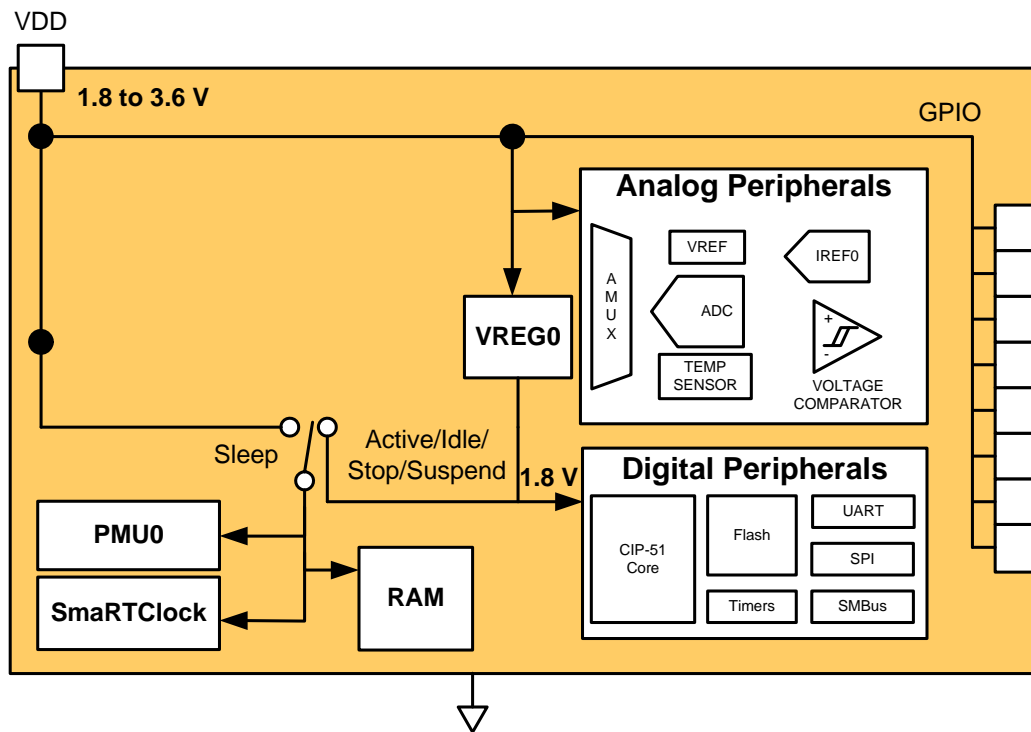 VDD
1.8 to 3.6 V
GPIO
Analog Peripherals
A
M
U
X
VREF
IREF0
ADC
+
-
TEMP
SENSOR
VOLTAGE
COMPARATOR
VREG0
Sleep
Active/Idle/
Stop/Suspend
1.8 V
Digital Peripherals
CIP-51
Core
Flash
Timers
UART
SPI
SMBus
PMU0
SmaRTClock
RAM